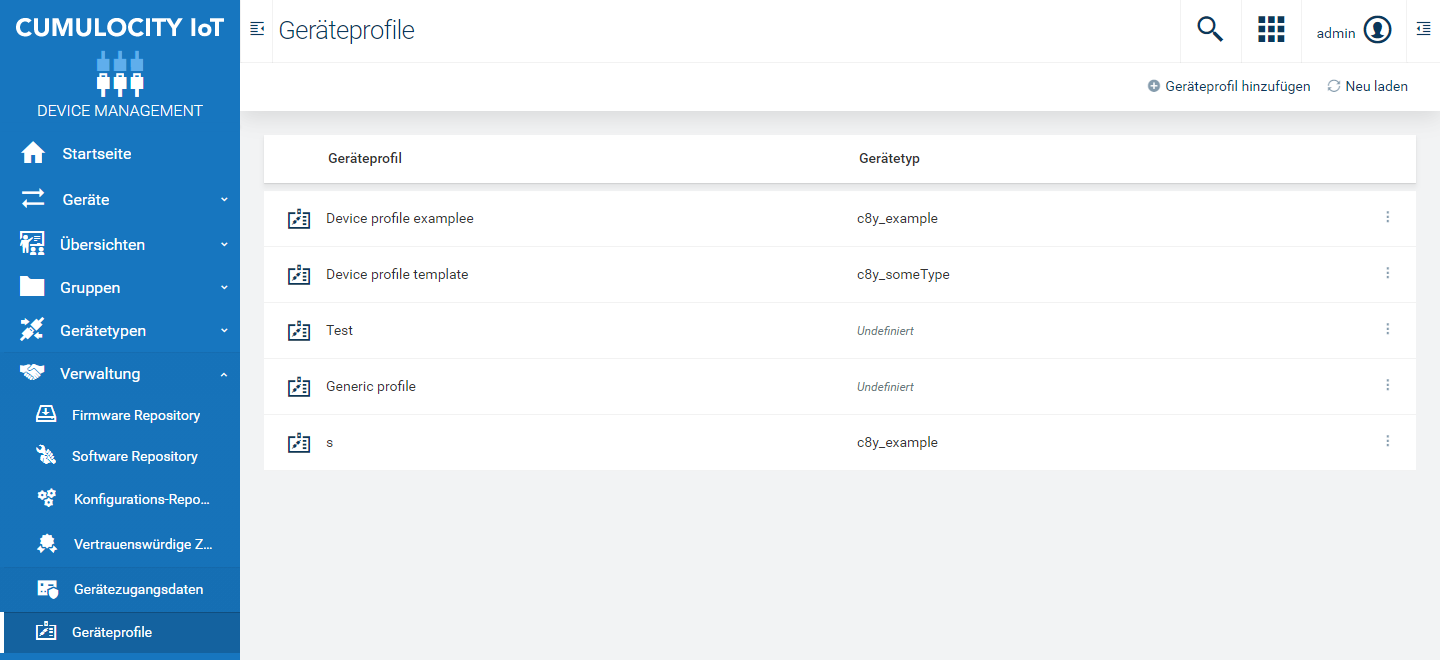 CUMULOCITY IoT
DEVICE MANAGEMENT
Startseite
Geräte
Übersichten
Gruppen
Gerätetypen
Verwaltung
Firmware Repository
Software Repository
Konfigurations-Repo...
Vertrauenswürdige Z...
Gerätezugangsdaten
Geräteprofile
Geräteprofile
admin
Geräteprofil hinzufügen
Neu laden
Geräteprofil Gerätetyp
Device profile examplee c8y_example
Device profile template c8y_someType
Test Undefiniert
Generic profile Undefiniert
s c8y_example